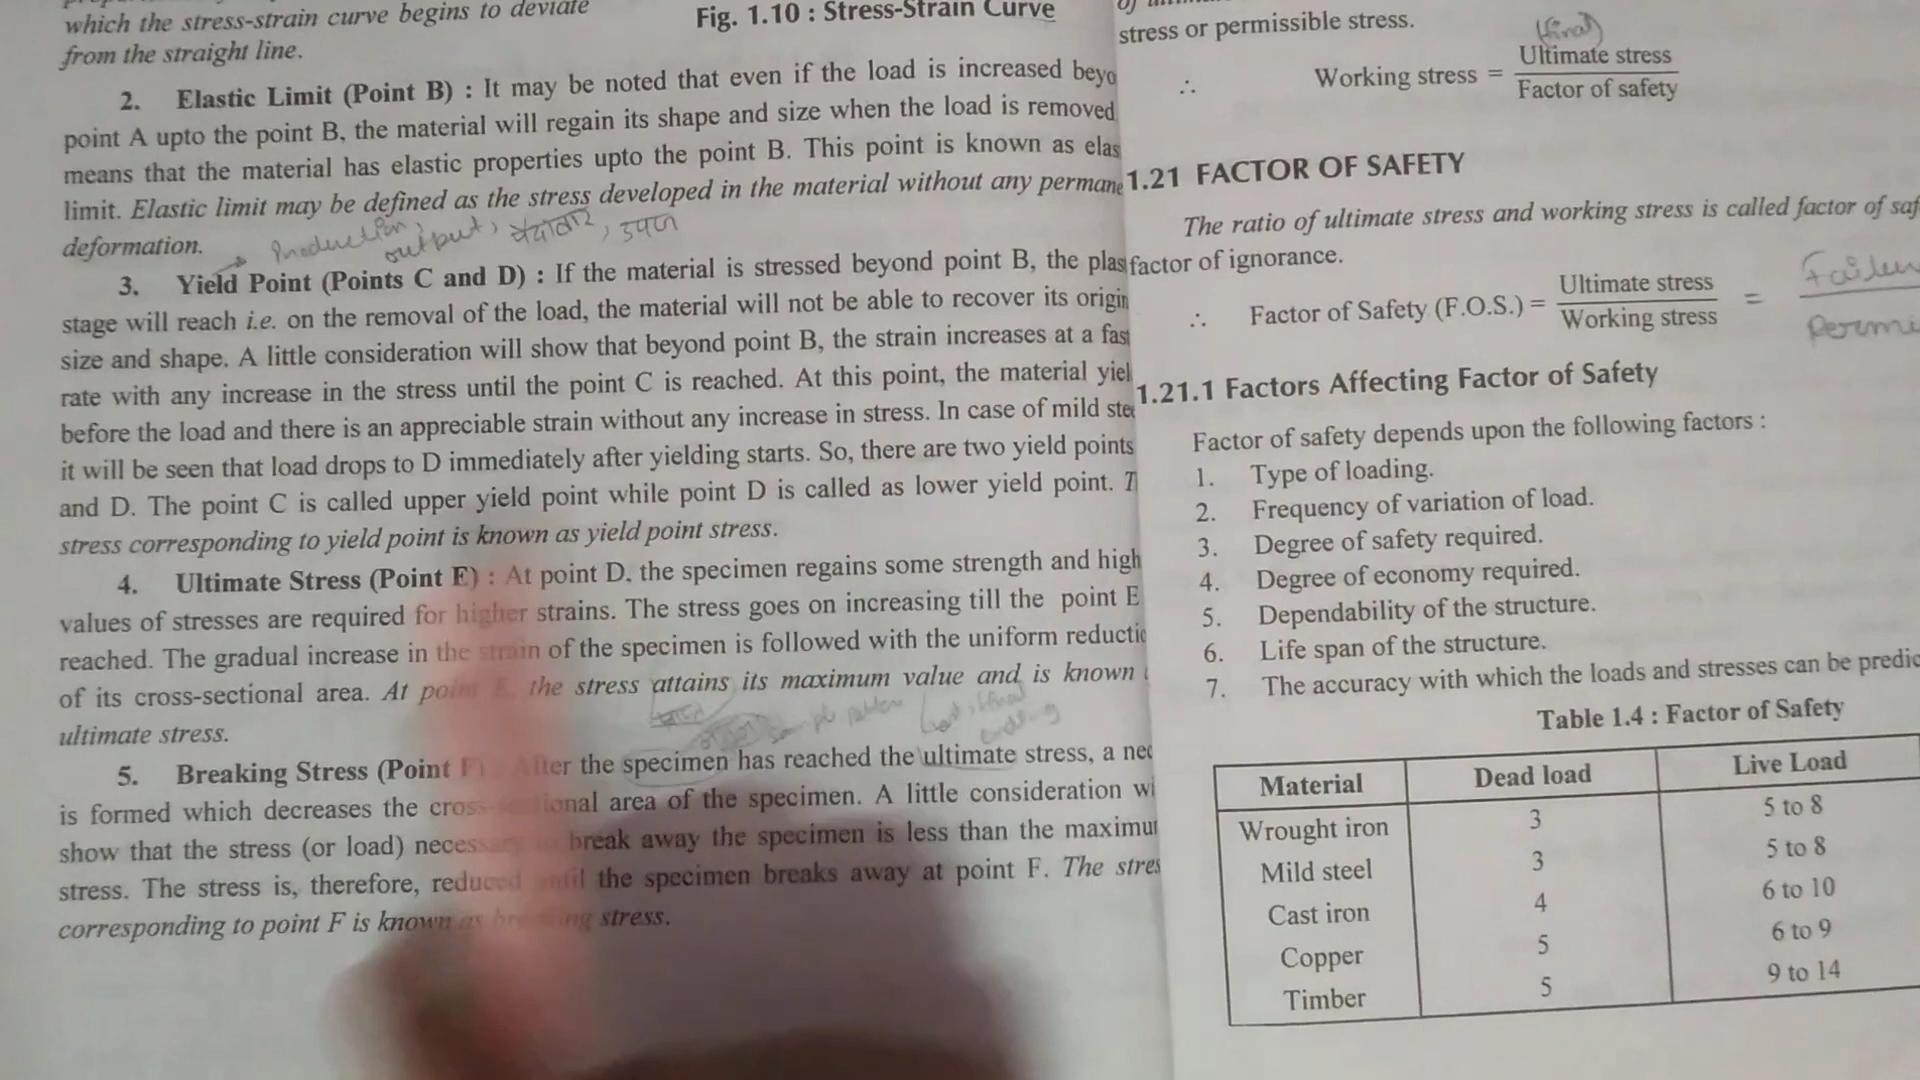 which the stress-strain curve begins to deviate
from the straight line.
Fig. 1.10 : Stress-Strain Curve
2. Elastic Limit (Point B) : It may be noted that even if the load is increased beyo
point A upto the point B, the material will regain its shape and size when the load is removed
means that the material has elastic properties upto the point B. This point is known as elas
limit. Elastic limit may be defined as the stress developed in the material without any permane
deformation.
Production,
output,
3. Yield Point (Points C and D) : If the material is stressed beyond point B, the plas
stage will reach i.e. on the removal of the load, the material will not be able to recover its origin
size and shape. A little consideration will show that beyond point B, the strain increases at a fast
rate with any increase in the stress until the point C is reached. At this point, the material yiel
before the load and there is an appreciable strain without any increase in stress. In case of mild stee
it will be seen that load drops to D immediately after yielding starts. So, there are two yield points
and D. The point C is called upper yield point while point D is called as lower yield point. T
stress corresponding to yield point is known as yield point stress.
4. Ultimate Stress (Point E) : At point D, the specimen regains some strength and high
values of stresses are required for higher strains. The stress goes on increasing till the point E
reached. The gradual increase in the strain of the specimen is followed with the uniform reductio
of its cross-sectional area. At point E, the stress attains its maximum value and is known
ultimate stress.
5. Breaking Stress (Point F) : After the specimen has reached the ultimate stress, a nec
is formed which decreases the cross-sectional area of the specimen. A little consideration wi
show that the stress (or load) necessary to break away the specimen is less than the maximu
stress. The stress is, therefore, reduced until the specimen breaks away at point F. The stres
corresponding to point F is known as breaking stress.
stress or permissible stress.
(final)
∴ Working stress = Ultimate stress
Factor of safety
1.21 FACTOR OF SAFETY
The ratio of ultimate stress and working stress is called factor of saf
factor of ignorance.
∴ Factor of Safety (F.O.S.) = Ultimate stress =
Working stress
1.21.1 Factors Affecting Factor of Safety
Factor of safety depends upon the following factors :
1. Type of loading.
2. Frequency of variation of load.
3. Degree of safety required.
4. Degree of economy required.
5. Dependability of the structure.
6. Life span of the structure.
7. The accuracy with which the loads and stresses can be predic
Table 1.4 : Factor of Safety
Material Dead load Live Load
Wrought iron 3 5 to 8
Mild steel 3 5 to 8
Cast iron 4 6 to 10
Copper 5 6 to 9
Timber 5 9 to 14